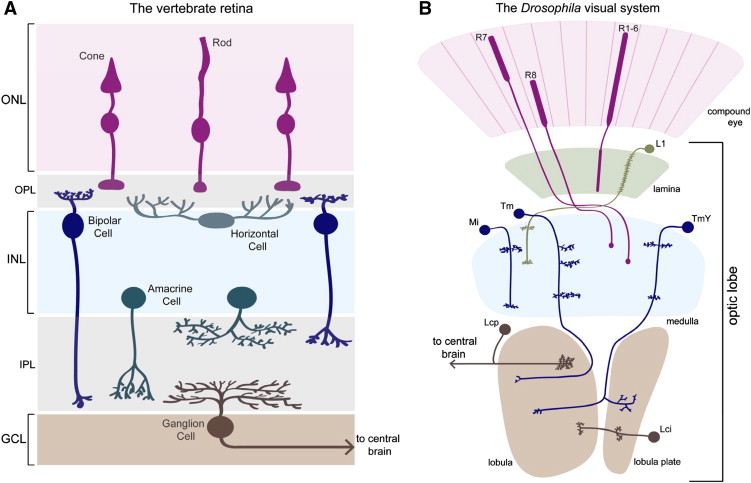 A
The vertebrate retina
ONL
Cone
Rod
OPL
Bipolar
Cell
Horizontal
Cell
INL
Amacrine
Cell
IPL
Ganglion
Cell
GCL
to central
brain
B
The Drosophila visual system
R7
R8
R1-6
compound
eye
L1
lamina
Tm
Mi
TmY
medulla
optic lobe
Lcp
to central
brain
Lci
lobula
lobula plate